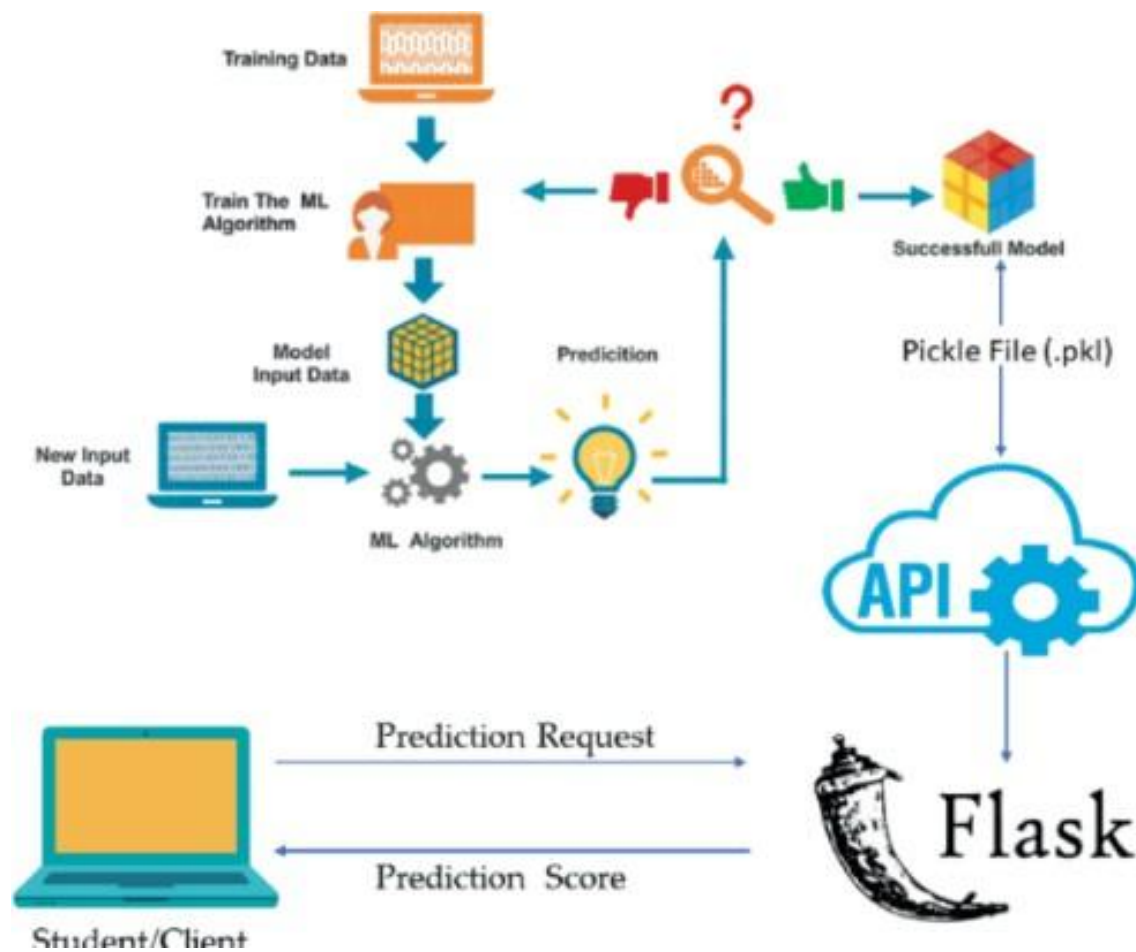 Training Data
Train The ML
Algorithm
Successfull Model
Pickle File (.pkl)
Model
Input Data
Predicition
New Input
Data
ML Algorithm
API
Prediction Request
Flask
Prediction Score
Student/Client